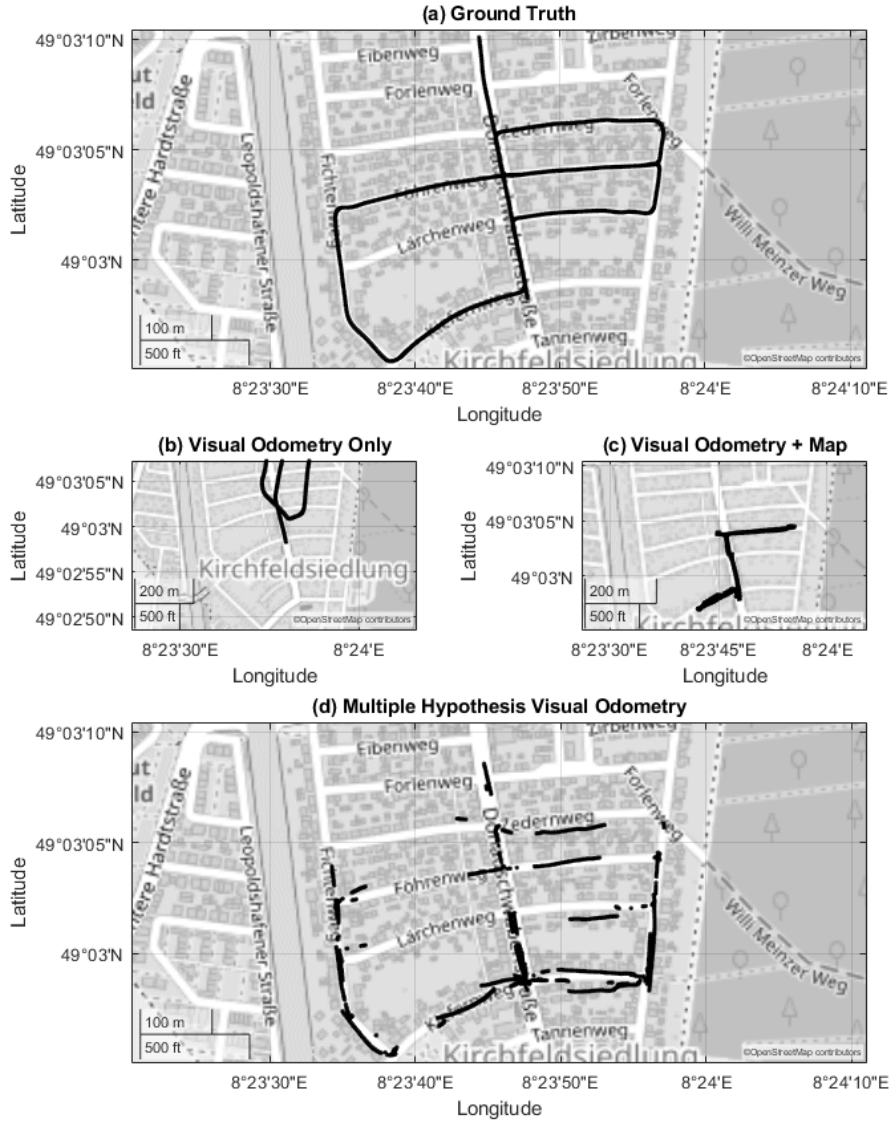 (a) Ground Truth
49°03'10"N
49°03'05"N
49°03'N
Latitude
Eibenweg
Zirbenweg
Forlenweg
Forlenweg
Zedernweg
Leopoldshafener Straße
Fichtenweg
Föhrenweg
Lärchenweg
Willi Meinzer Weg
Tannenweg
Kirchfeldsiedlung
100 m
500 ft
©OpenStreetMap contributors
8°23'30"E
8°23'40"E
8°23'50"E
8°24'E
8°24'10"E
Longitude
(b) Visual Odometry Only
49°03'05"N
49°03'N
49°02'55"N
49°02'50"N
Latitude
Kirchfeldsiedlung
200 m
500 ft
©OpenStreetMap contributors
8°23'30"E
8°24'E
Longitude
(c) Visual Odometry + Map
49°03'10"N
49°03'05"N
49°03'N
Latitude
200 m
500 ft
©OpenStreetMap contributors
8°23'30"E
8°23'45"E
8°24'E
Longitude
(d) Multiple Hypothesis Visual Odometry
49°03'10"N
49°03'05"N
49°03'N
Latitude
Eibenweg
Zirbenweg
Forlenweg
Forlenweg
Zedernweg
Leopoldshafener Straße
Fichtenweg
Föhrenweg
Lärchenweg
Willi Meinzer Weg
Tannenweg
Kirchfeldsiedlung
100 m
500 ft
©OpenStreetMap contributors
8°23'30"E
8°23'40"E
8°23'50"E
8°24'E
8°24'10"E
Longitude